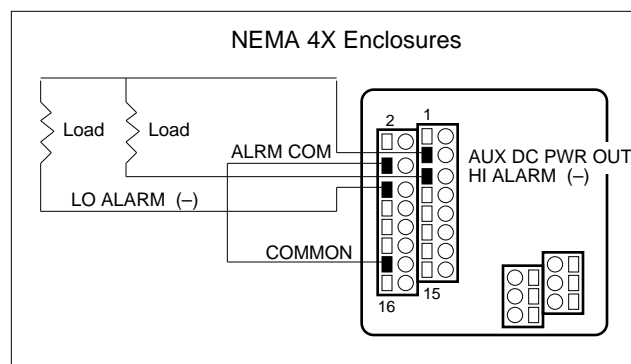 NEMA 4X Enclosures
2
1
Load
Load
ALRM COM
AUX DC PWR OUT
HI ALARM (–)
LO ALARM (–)
COMMON
16
15